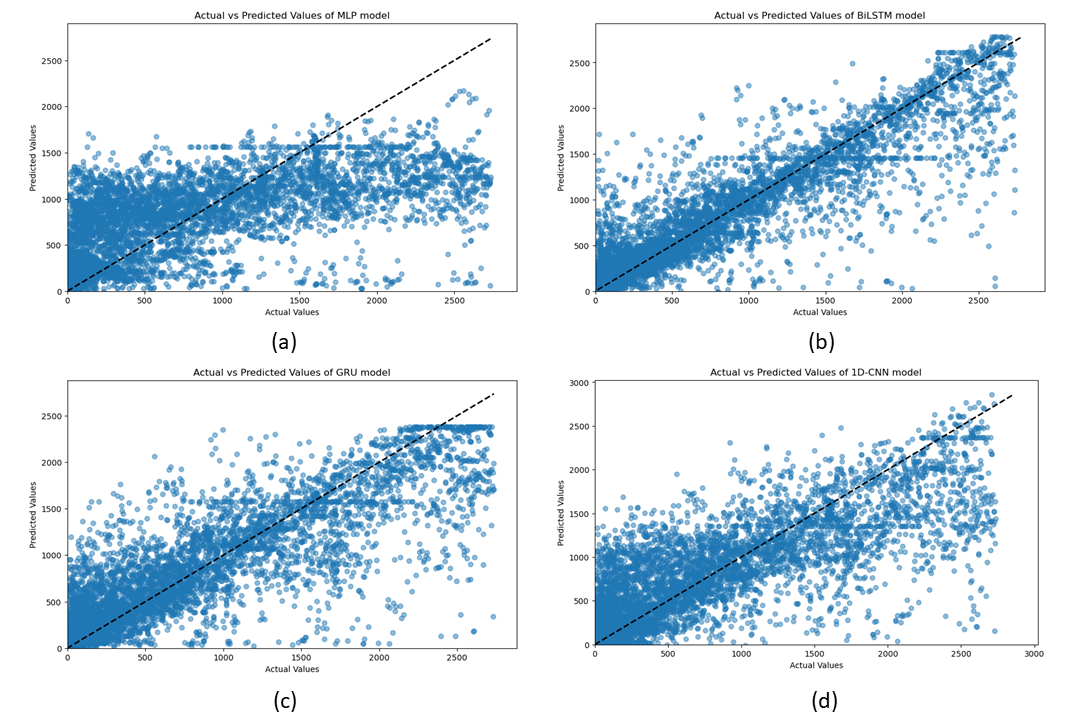 Actual vs Predicted Values of MLP model
Predicted Values
2500
2000
1500
1000
500
0
0 500 1000 1500 2000 2500
Actual Values
(a)
Actual vs Predicted Values of BiLSTM model
Predicted Values
2500
2000
1500
1000
500
0
0 500 1000 1500 2000 2500
Actual Values
(b)
Actual vs Predicted Values of GRU model
Predicted Values
2500
2000
1500
1000
500
0
0 500 1000 1500 2000 2500
Actual Values
(c)
Actual vs Predicted Values of 1D-CNN model
Predicted Values
3000
2500
2000
1500
1000
500
0
0 500 1000 1500 2000 2500 3000
Actual Values
(d)